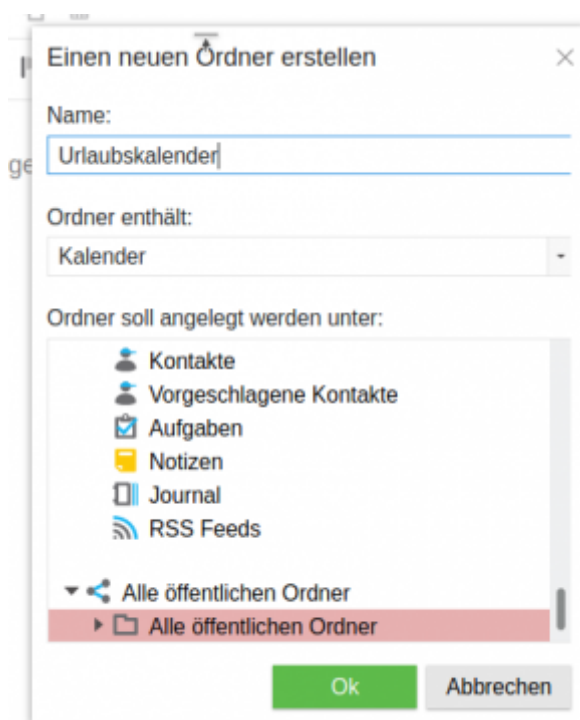 Einen neuen Ordner erstellen
Name:
Urlaubskalender
Ordner enthält:
Kalender
Ordner soll angelegt werden unter:
Kontakte
Vorgeschlagene Kontakte
Aufgaben
Notizen
Journal
RSS Feeds
Alle öffentlichen Ordner
Alle öffentlichen Ordner
Ok Abbrechen